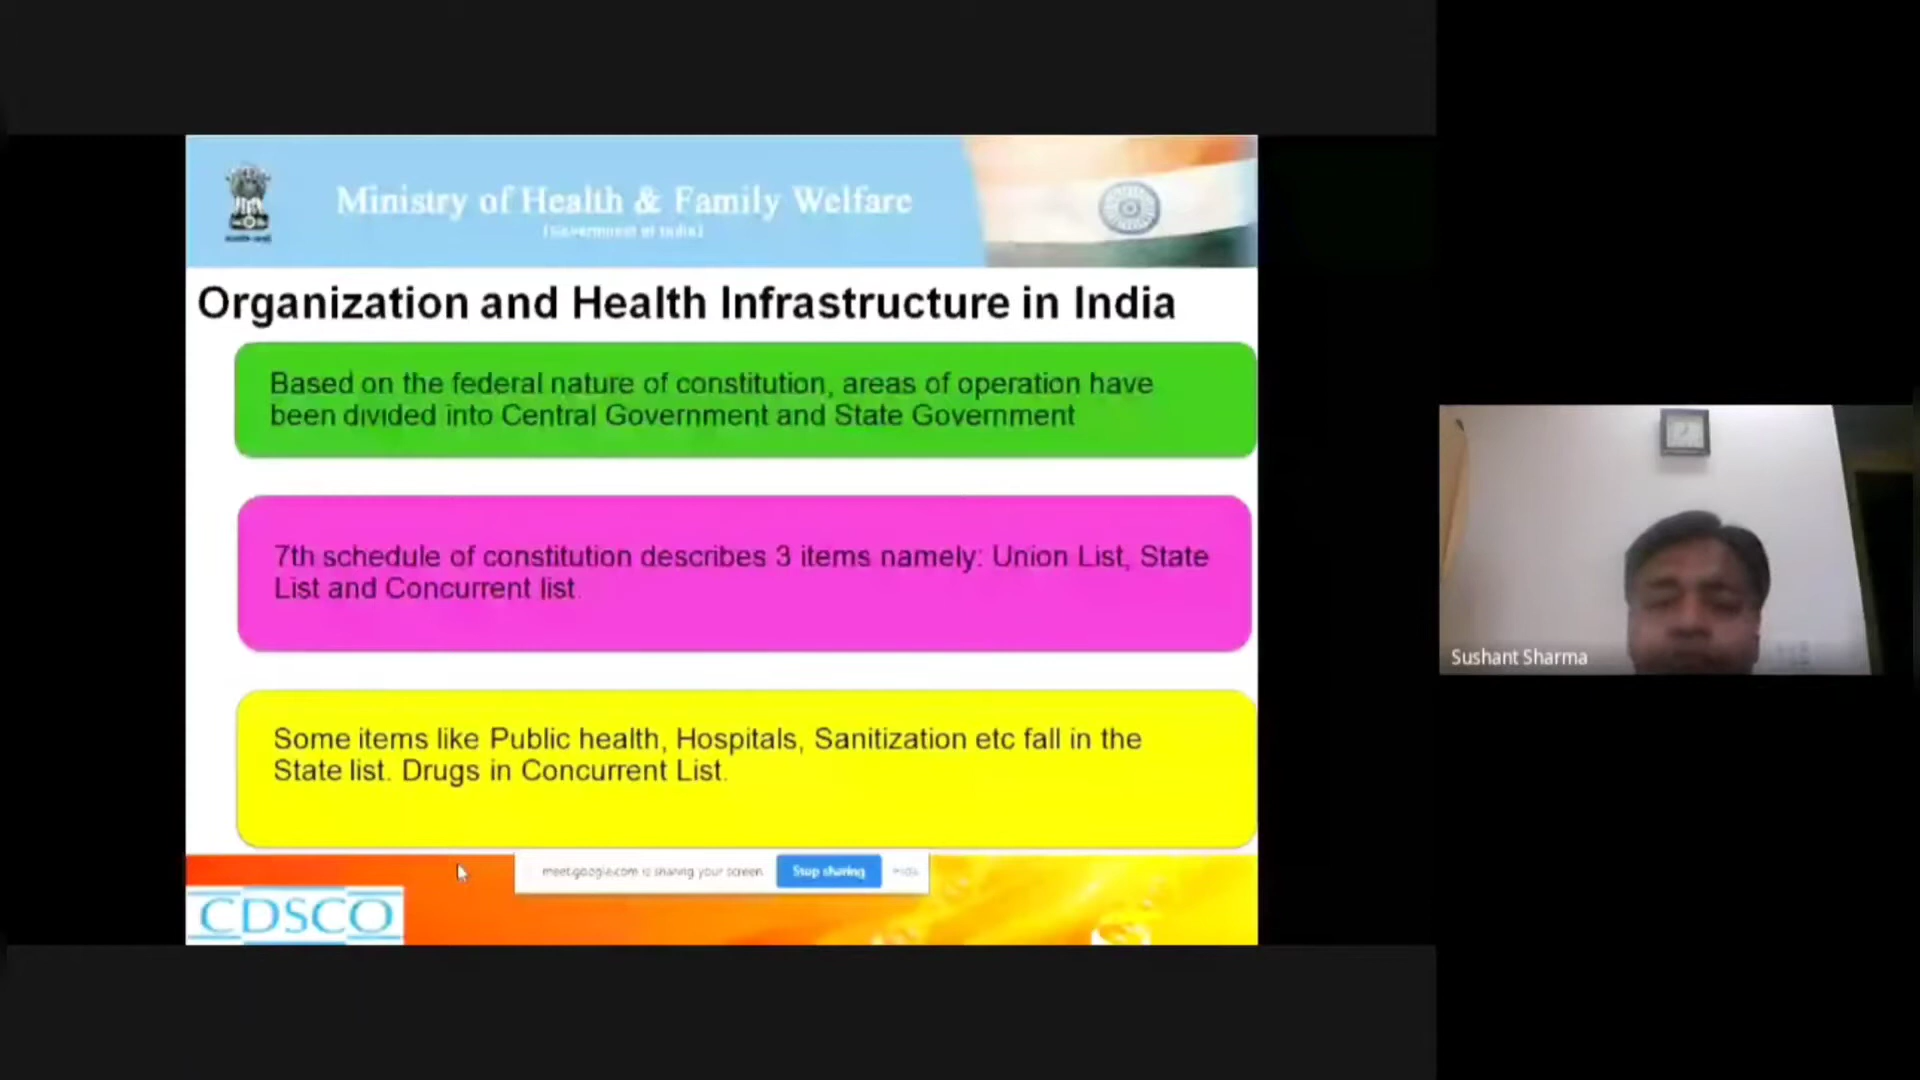 Ministry of Health & Family Welfare
(Government of India)
Organization and Health Infrastructure in India
Based on the federal nature of constitution, areas of operation have
been divided into Central Government and State Government
7th schedule of constitution describes 3 items namely: Union List, State
List and Concurrent list.
Some items like Public health, Hospitals, Sanitization etc fall in the
State list. Drugs in Concurrent List.
meet.google.com is sharing your screen. Stop sharing Hide
CDSCO
Sushant Sharma